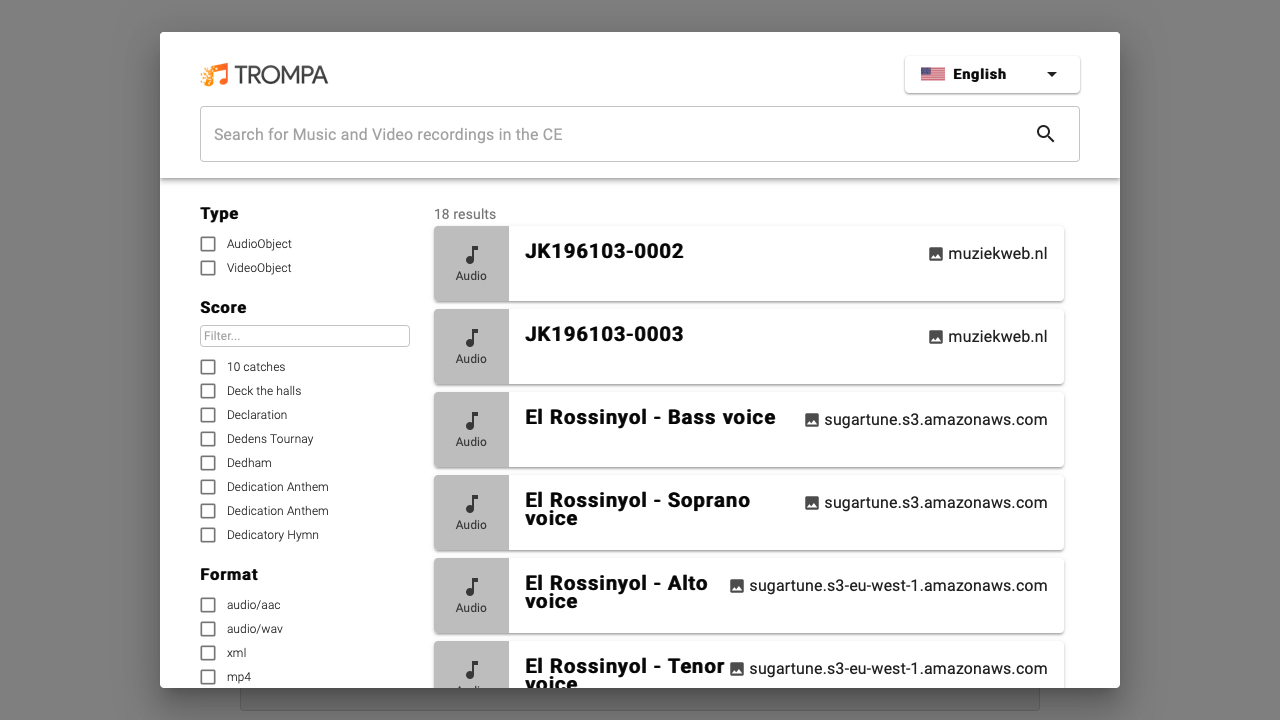 TROMPA
English
Search for Music and Video recordings in the CE
Type
AudioObject
VideoObject
Score
Filter...
10 catches
Deck the halls
Declaration
Dedens Tournay
Dedham
Dedication Anthem
Dedication Anthem
Dedicatory Hymn
Format
audio/aac
audio/wav
xml
mp4
18 results
Audio
JK196103-0002
muziekweb.nl
Audio
JK196103-0003
muziekweb.nl
Audio
El Rossinyol - Bass voice
sugartune.s3.amazonaws.com
Audio
El Rossinyol - Soprano
voice
sugartune.s3.amazonaws.com
Audio
El Rossinyol - Alto
voice
sugartune.s3-eu-west-1.amazonaws.com
El Rossinyol - Tenor
voice
sugartune.s3-eu-west-1.amazonaws.com